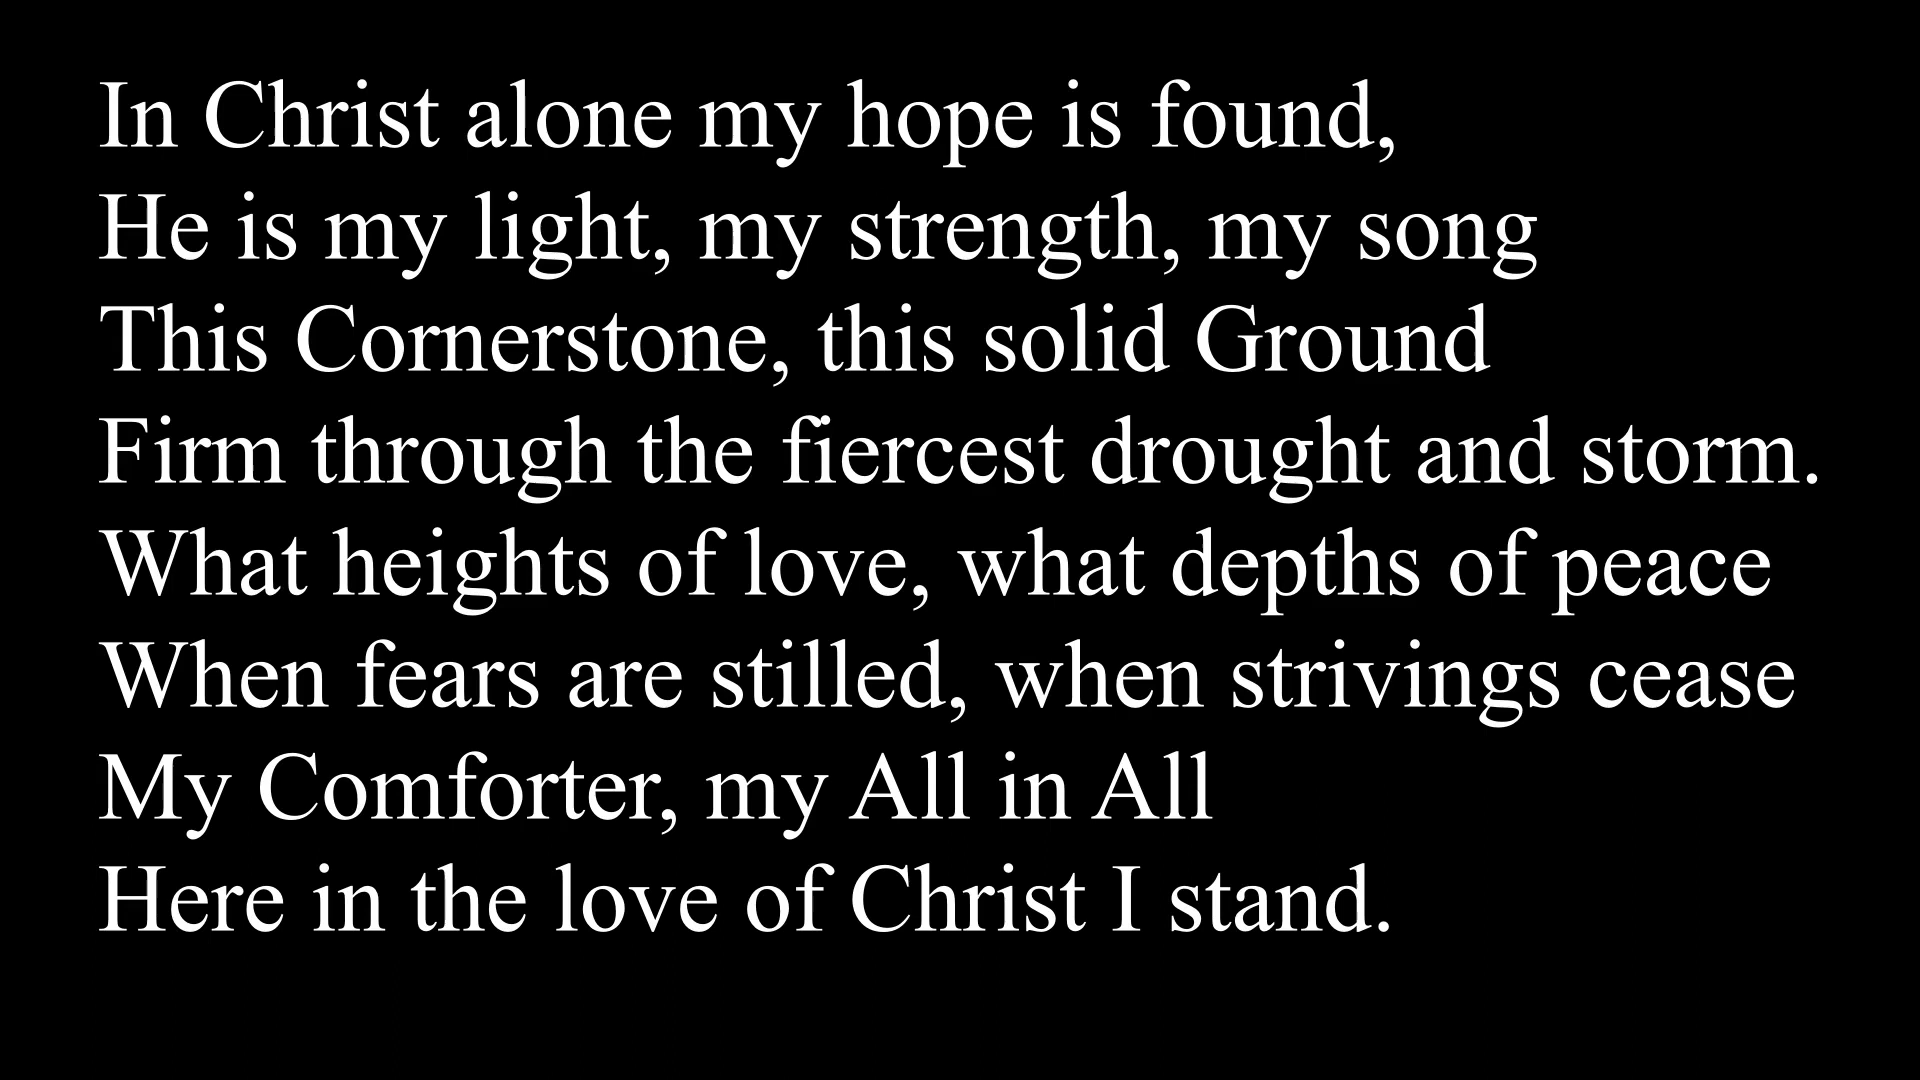 In Christ alone my hope is found,
He is my light, my strength, my song
This Cornerstone, this solid Ground
Firm through the fiercest drought and storm.
What heights of love, what depths of peace
When fears are stilled, when strivings cease
My Comforter, my All in All
Here in the love of Christ I stand.